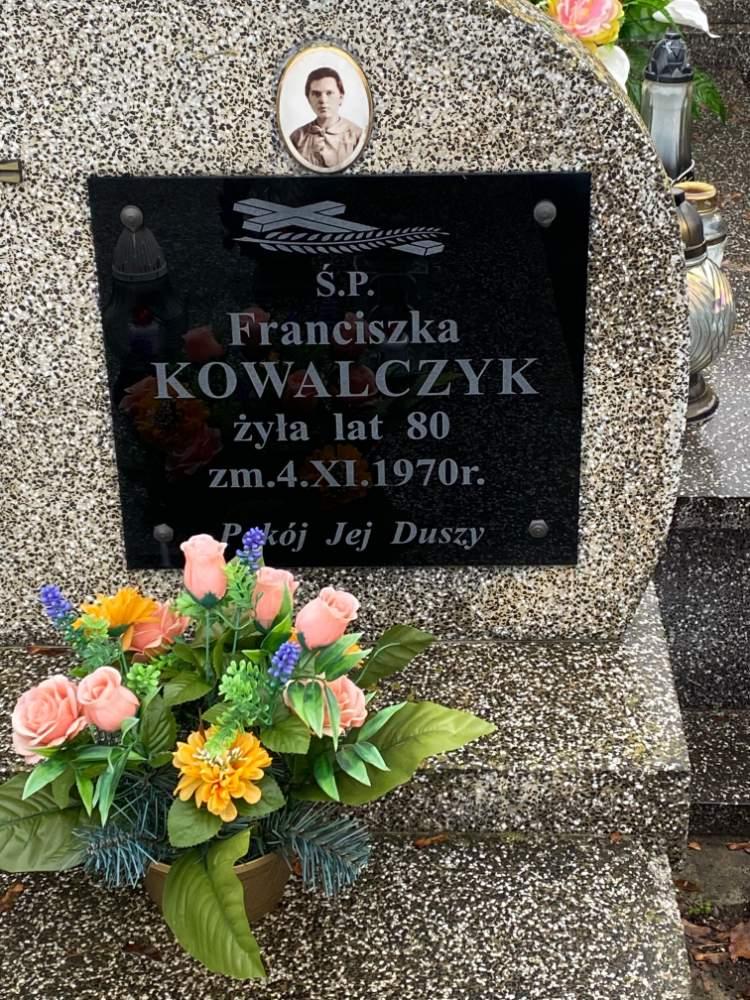 Ś.P.
Franciszka
KOWALCZYK
żyła lat 80
zm.4.XI.1970r.
Pokój Jej Duszy